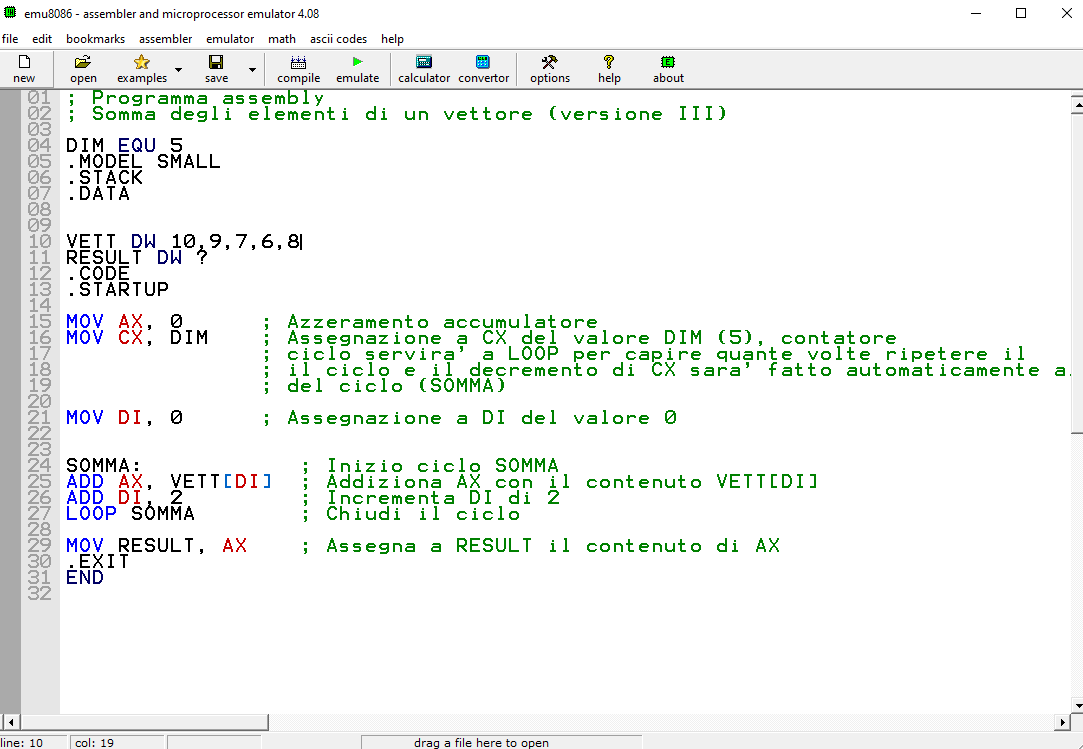 emu8086 - assembler and microprocessor emulator 4.08
file edit bookmarks assembler emulator math ascii codes help
new open examples save compile emulate calculator convertor options help about
01 ; Programma assembly
02 ; Somma degli elementi di un vettore (versione III)
03
04 DIM EQU 5
05 .MODEL SMALL
06 .STACK
07 .DATA
08
09
10 VETT DW 10,9,7,6,8
11 RESULT DW ?
12 .CODE
13 .STARTUP
14
15 MOV AX, 0 ; Azzeramento accumulatore
16 MOV CX, DIM ; Assegnazione a CX del valore DIM (5), contatore
17 ; ciclo servira' a LOOP per capire quante volte ripetere il
18 ; il ciclo e il decremento di CX sara' fatto automaticamente a
19 ; del ciclo (SOMMA)
20
21 MOV DI, 0 ; Assegnazione a DI del valore 0
22
23
24 SOMMA: ; Inizio ciclo SOMMA
25 ADD AX, VETT[DI] ; Addiziona AX con il contenuto VETT[DI]
26 ADD DI, 2 ; Incrementa DI di 2
27 LOOP SOMMA ; Chiudi il ciclo
28
29 MOV RESULT, AX ; Assegna a RESULT il contenuto di AX
30 .EXIT
31 END
32
line: 10 col: 19 drag a file here to open